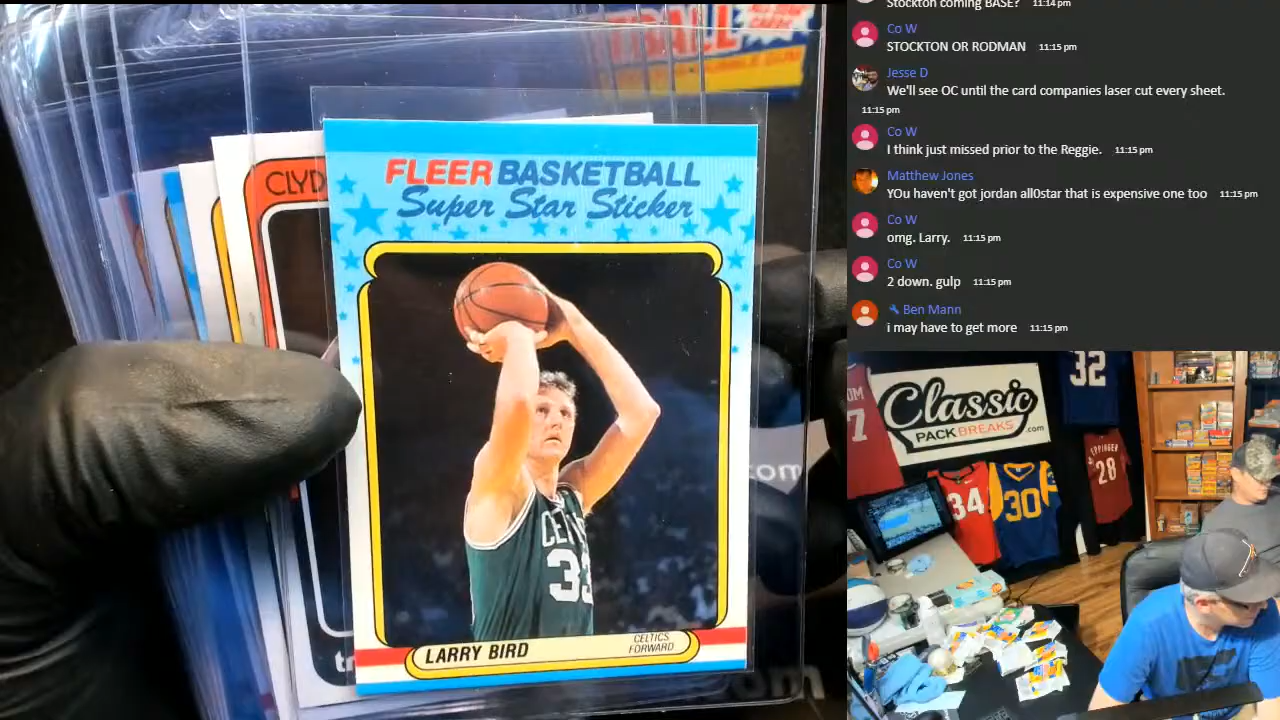 TBALL
CLYD
FLEER BASKETBALL
Super Star Sticker
CELTI
33
LARRY BIRD
CELTICS
FORWARD
tr
com
Stockton coming BASE? 11:14 pm
Co W
STOCKTON OR RODMAN 11:15 pm
Jesse D
We'll see OC until the card companies laser cut every sheet.
11:15 pm
Co W
I think just missed prior to the Reggie. 11:15 pm
Matthew Jones
You haven't got jordan all0star that is expensive one too 11:15 pm
Co W
omg. Larry. 11:15 pm
Co W
2 down. gulp 11:15 pm
Ben Mann
i may have to get more 11:15 pm
32
7
Classic
PACK BREAKS.com
34
30
28